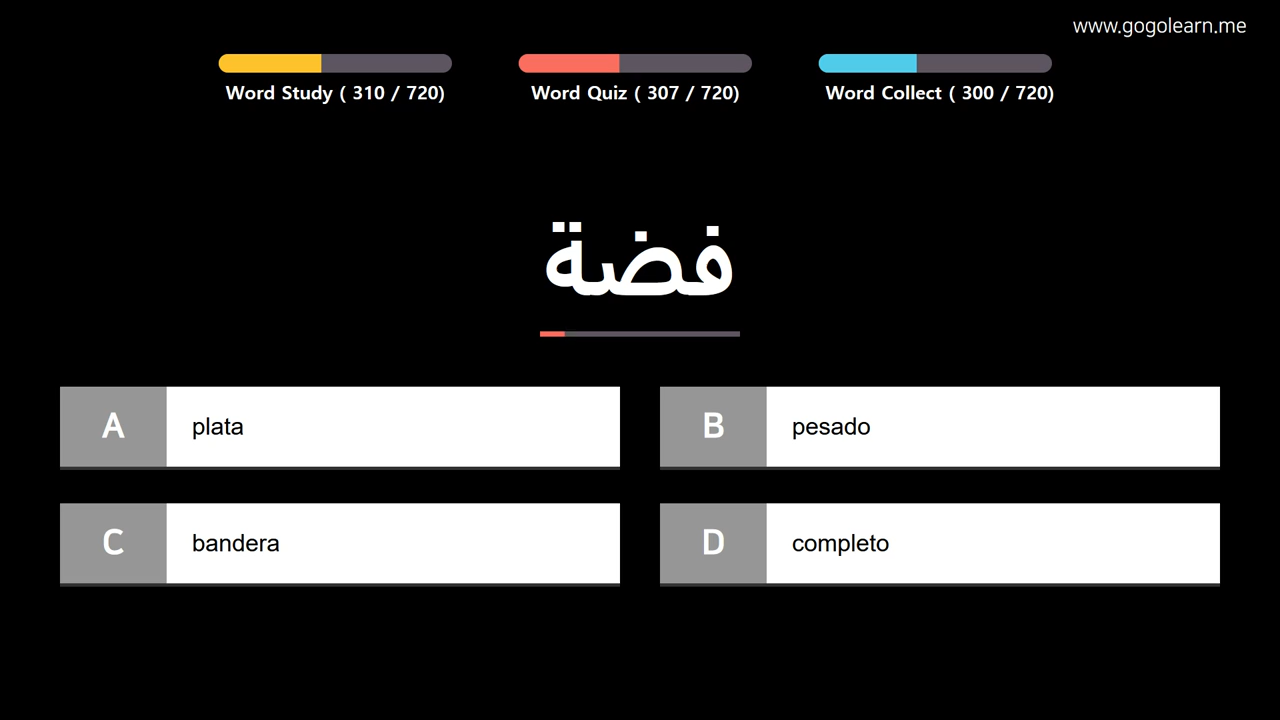 www.gogolearn.me
Word Study ( 310 / 720)
Word Quiz ( 307 / 720)
Word Collect ( 300 / 720)
فضة
A plata
B pesado
C bandera
D completo